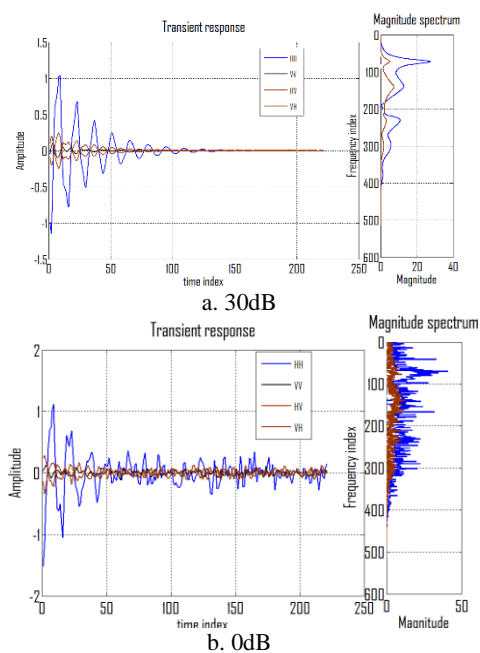 Transient response
Magnitude spectrum
1.5
1
0.5
0
-0.5
-1
-1.5
Amplitude
HH
VV
HV
VH
0
50
100
150
200
250
time index
0
100
200
300
400
500
600
Frequency index
0
20
40
Magnitude
a. 30dB
Transient response
Magnitude spectrum
2
1
0
-1
-2
Amplitude
HH
VV
HV
VH
0
50
100
150
200
250
time index
0
100
200
300
400
500
600
Frequency index
0
50
Magnitude
b. 0dB